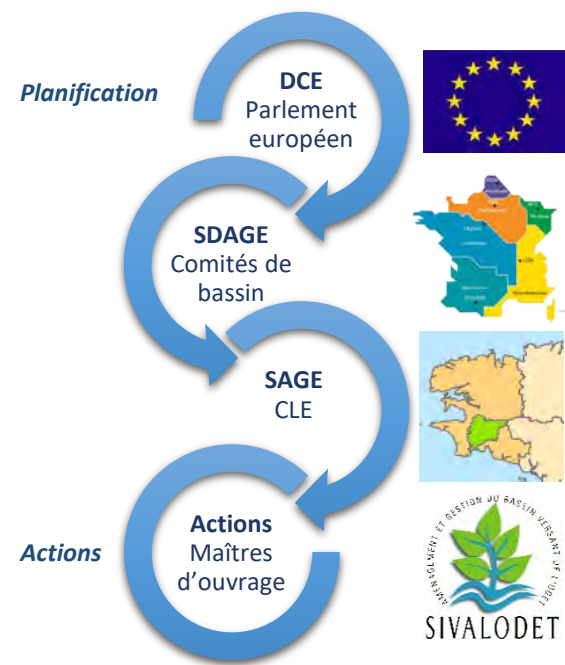 Planification
DCE
Parlement
européen
SDAGE
Comités de
bassin
SAGE
CLE
Actions
Actions
Maîtres
d'ouvrage
AMÉNAGEMENT ET GESTION DU BASSIN VERSANT DE L'ODET
SIVALODET